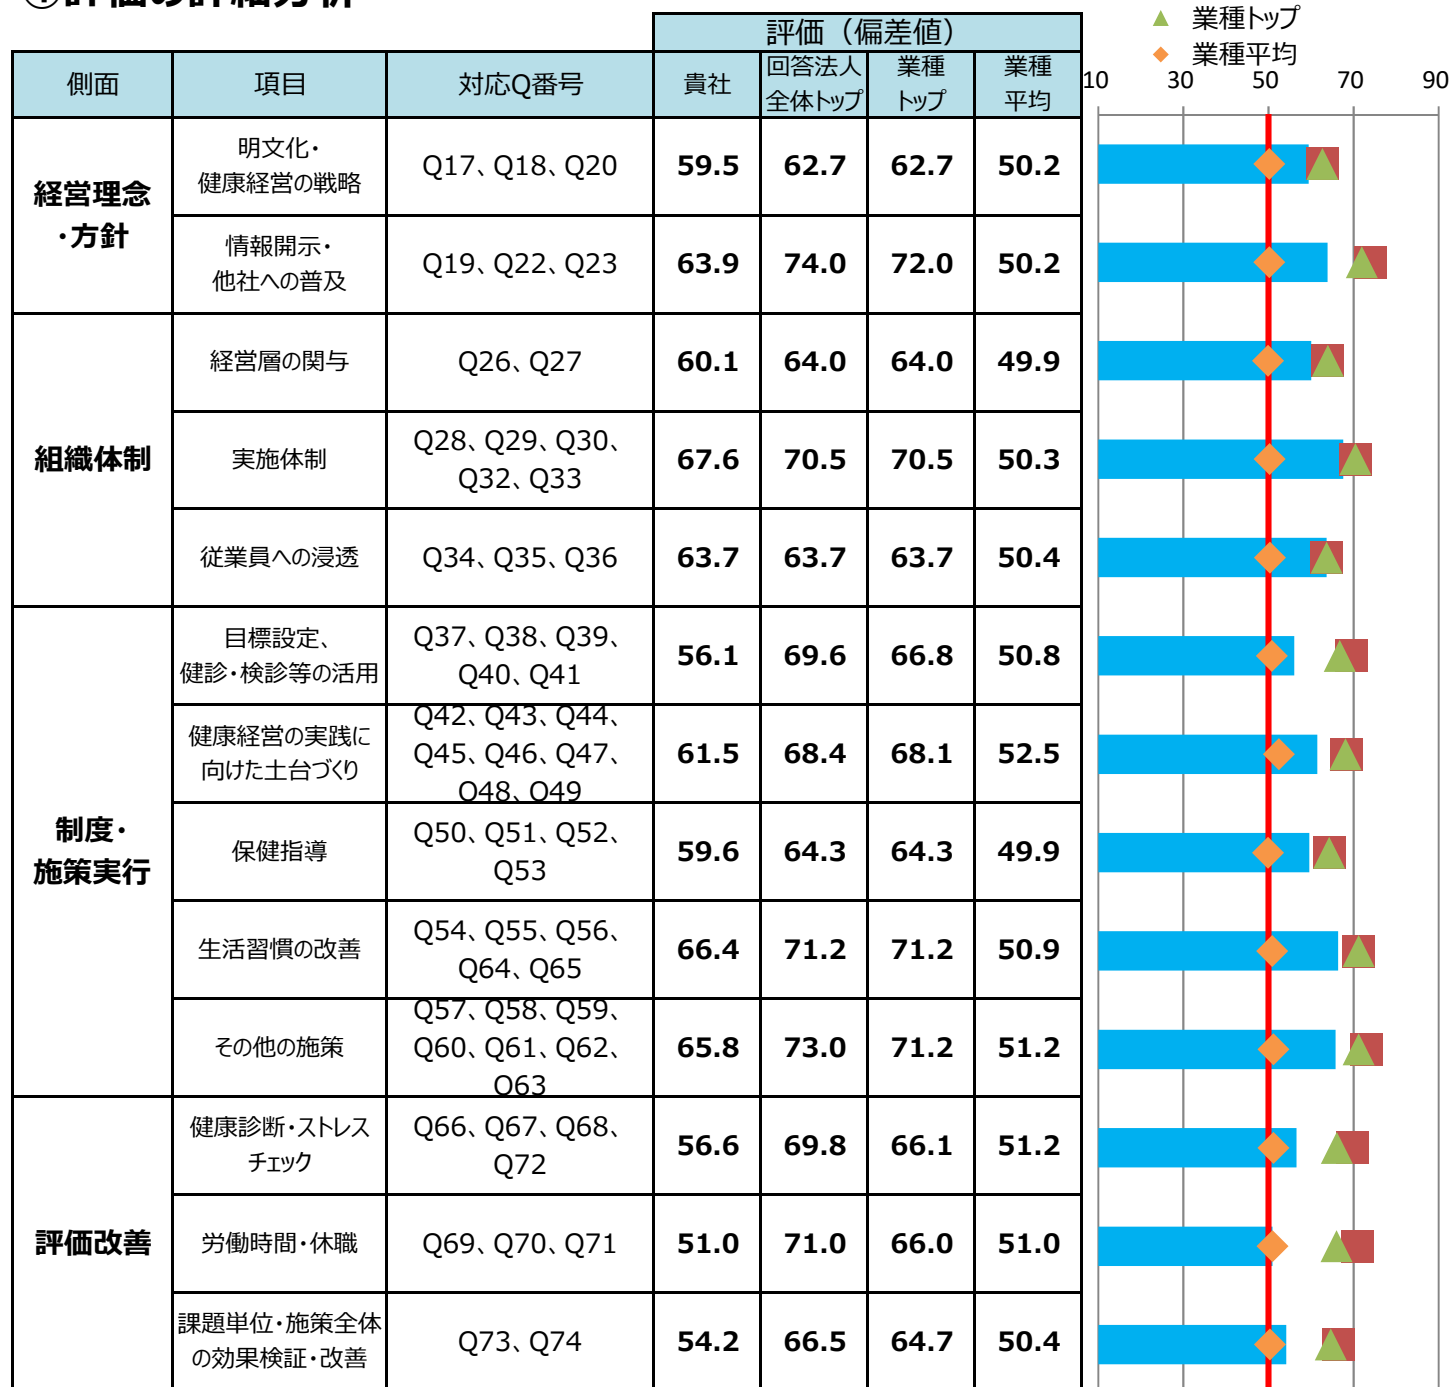 ①評価の詳細分析
業種トップ
業種平均
評価（偏差値）
側面 項目 対応Q番号 貴社 回答法人全体トップ 業種トップ 業種平均
10 30 50 70 90
経営理念・方針
明文化・健康経営の戦略 Q17、Q18、Q20 59.5 62.7 62.7 50.2
情報開示・他社への普及 Q19、Q22、Q23 63.9 74.0 72.0 50.2
組織体制
経営層の関与 Q26、Q27 60.1 64.0 64.0 49.9
実施体制 Q28、Q29、Q30、Q32、Q33 67.6 70.5 70.5 50.3
従業員への浸透 Q34、Q35、Q36 63.7 63.7 63.7 50.4
制度・施策実行
目標設定、健診・検診等の活用 Q37、Q38、Q39、Q40、Q41 56.1 69.6 66.8 50.8
健康経営の実践に向けた土台づくり Q42、Q43、Q44、Q45、Q46、Q47、Q48、Q49 61.5 68.4 68.1 52.5
保健指導 Q50、Q51、Q52、Q53 59.6 64.3 64.3 49.9
生活習慣の改善 Q54、Q55、Q56、Q64、Q65 66.4 71.2 71.2 50.9
その他の施策 Q57、Q58、Q59、Q60、Q61、Q62、Q63 65.8 73.0 71.2 51.2
評価改善
健康診断・ストレスチェック Q66、Q67、Q68、Q72 56.6 69.8 66.1 51.2
労働時間・休職 Q69、Q70、Q71 51.0 71.0 66.0 51.0
課題単位・施策全体の効果検証・改善 Q73、Q74 54.2 66.5 64.7 50.4